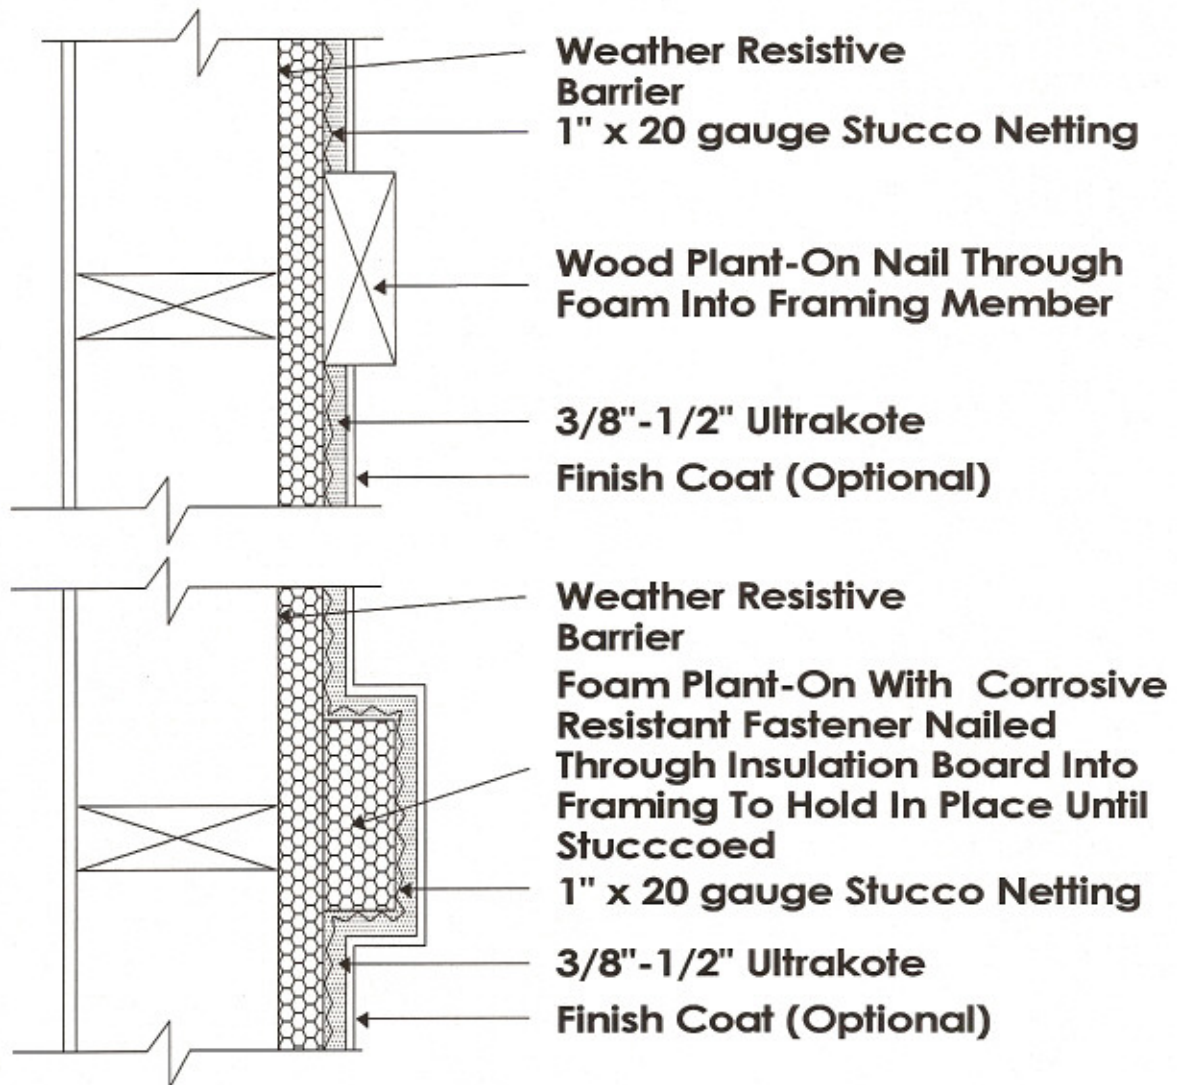 Weather Resistive
Barrier
1" x 20 gauge Stucco Netting
Wood Plant-On Nail Through
Foam Into Framing Member
3/8"-1/2" Ultrakote
Finish Coat (Optional)
Weather Resistive
Barrier
Foam Plant-On With Corrosive
Resistant Fastener Nailed
Through Insulation Board Into
Framing To Hold In Place Until
Stucccoed
1" x 20 gauge Stucco Netting
3/8"-1/2" Ultrakote
Finish Coat (Optional)